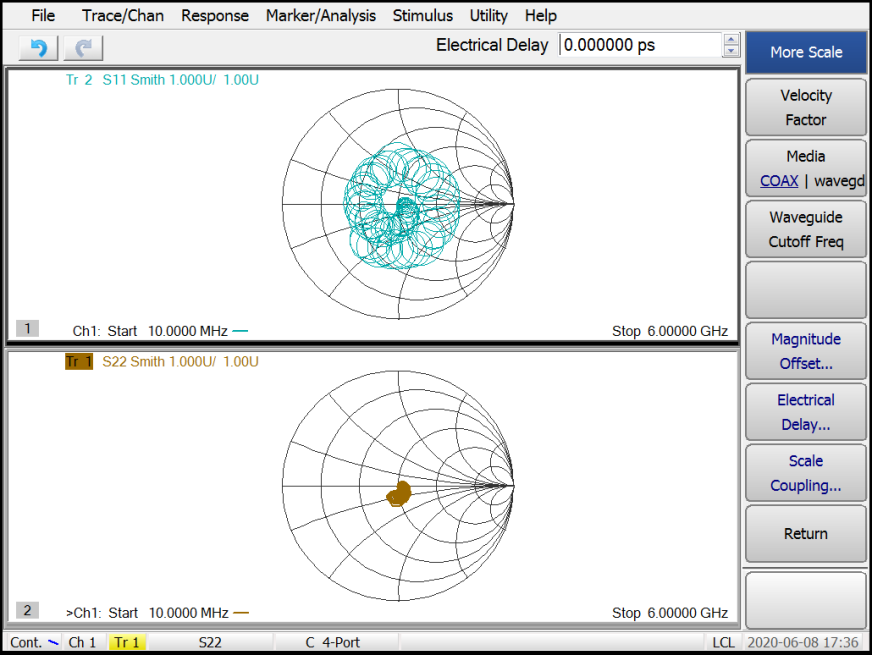 File Trace/Chan Response Marker/Analysis Stimulus Utility Help
Electrical Delay 0.000000 ps
More Scale
Tr 2 S11 Smith 1.000U/ 1.00U
Velocity
Factor
Media
COAX | wavegd
Waveguide
Cutoff Freq
1 Ch1: Start 10.0000 MHz Stop 6.00000 GHz
Magnitude
Offset...
Tr 1 S22 Smith 1.000U/ 1.00U
Electrical
Delay...
Scale
Coupling...
Return
2 >Ch1: Start 10.0000 MHz Stop 6.00000 GHz
Cont. Ch 1 Tr 1 S22 C 4-Port LCL 2020-06-08 17:36